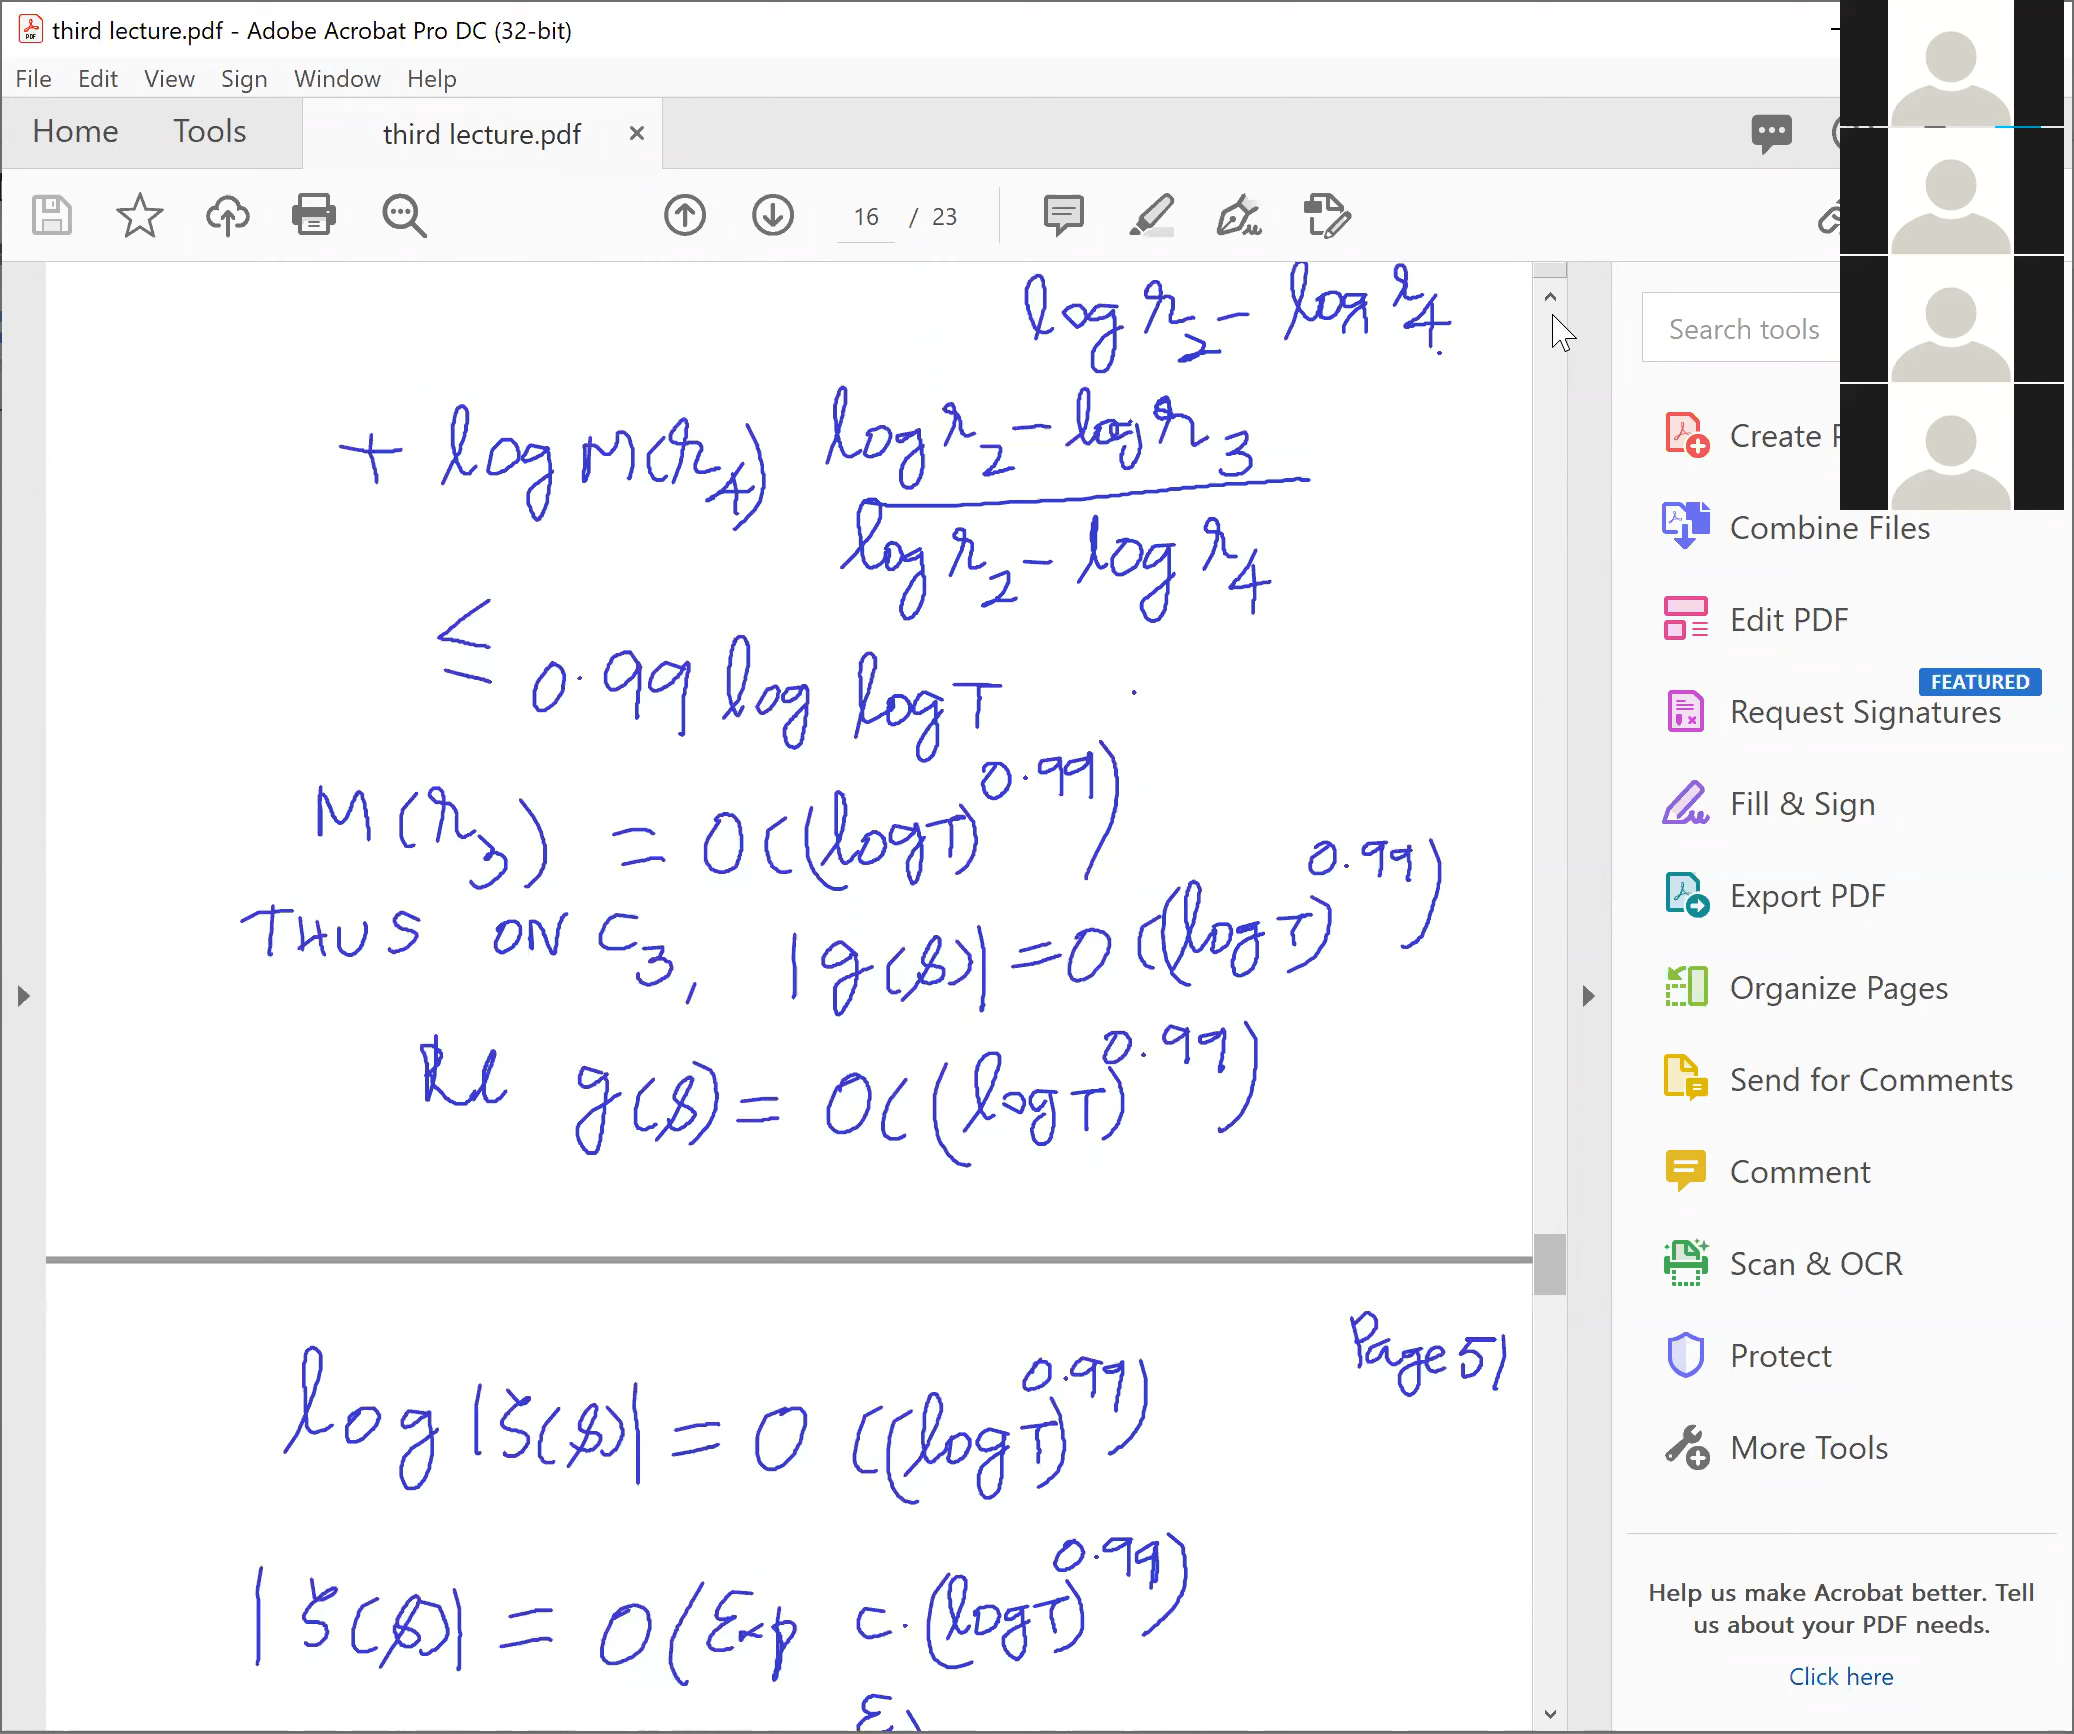 third lecture.pdf - Adobe Acrobat Pro DC (32-bit)
File Edit View Sign Window Help
Home Tools third lecture.pdf ×
16 / 23
log r₂ - log r₄
+ log M(r₄) (log r₂ - log r₃) / (log r₂ - log r₄)
≤ 0.99 log log T
M(r₃) = O((log T)^0.99)
THUS ON C₃, |g(s)| = O((log T)^0.99)
Rl g(s) = O((log T)^0.99)
Page 51
log |ζ(s)| = O((log T)^0.99)
|ζ(s)| = O(Exp c.(log T)^0.99)
Search tools
Create P
Combine Files
Edit PDF
FEATURED
Request Signatures
Fill & Sign
Export PDF
Organize Pages
Send for Comments
Comment
Scan & OCR
Protect
More Tools
Help us make Acrobat better. Tell
us about your PDF needs.
Click here